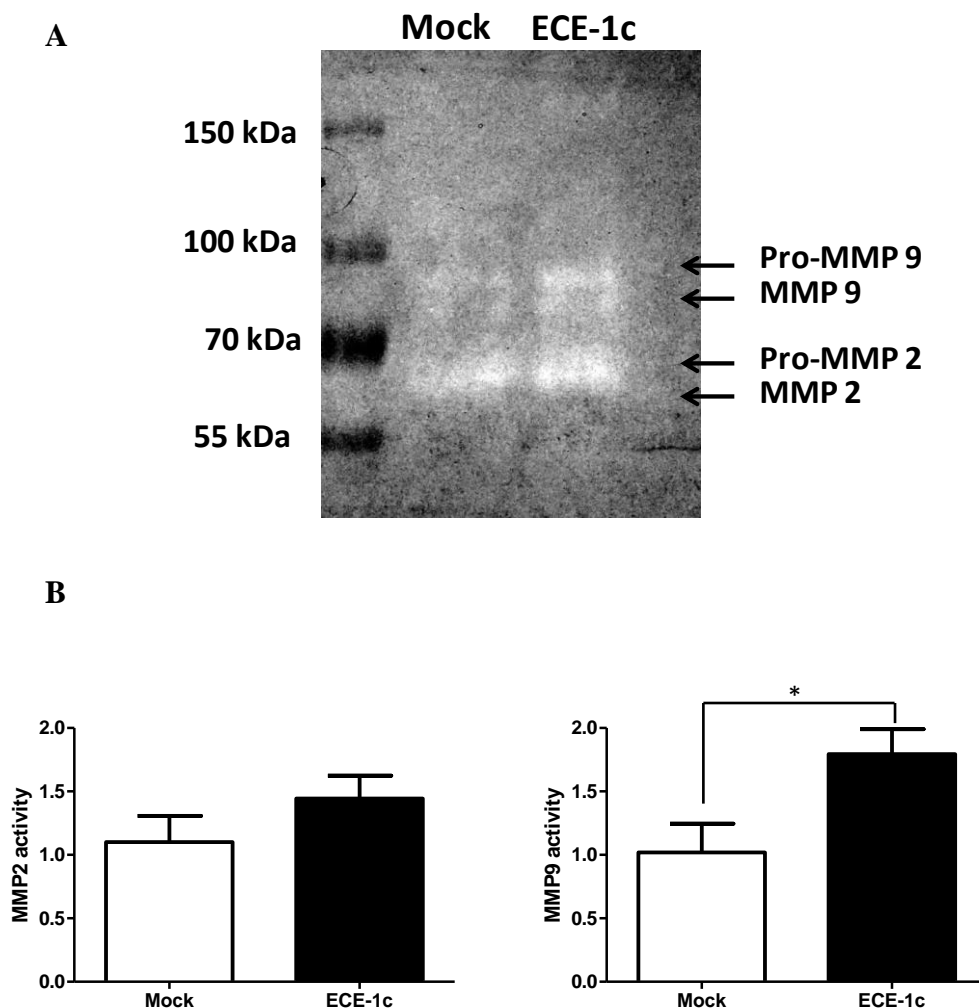 A
Mock ECE-1c
150 kDa
100 kDa
70 kDa
55 kDa
Pro-MMP 9
MMP 9
Pro-MMP 2
MMP 2
B
MMP2 activity
2.0
1.5
1.0
0.5
0.0
Mock ECE-1c
*
MMP9 activity
2.0
1.5
1.0
0.5
0.0
Mock ECE-1c